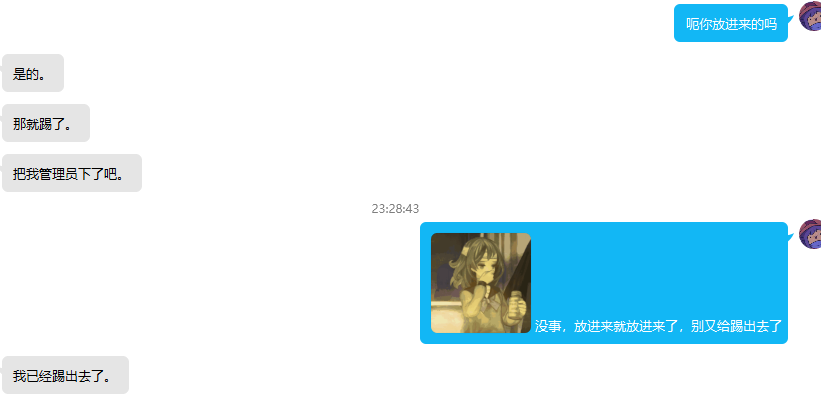 呃你放进来的吗
是的。
那就踢了。
把我管理员下了吧。
23:28:43
没事，放进来就放进来了，别又给踢出去了
我已经踢出去了。